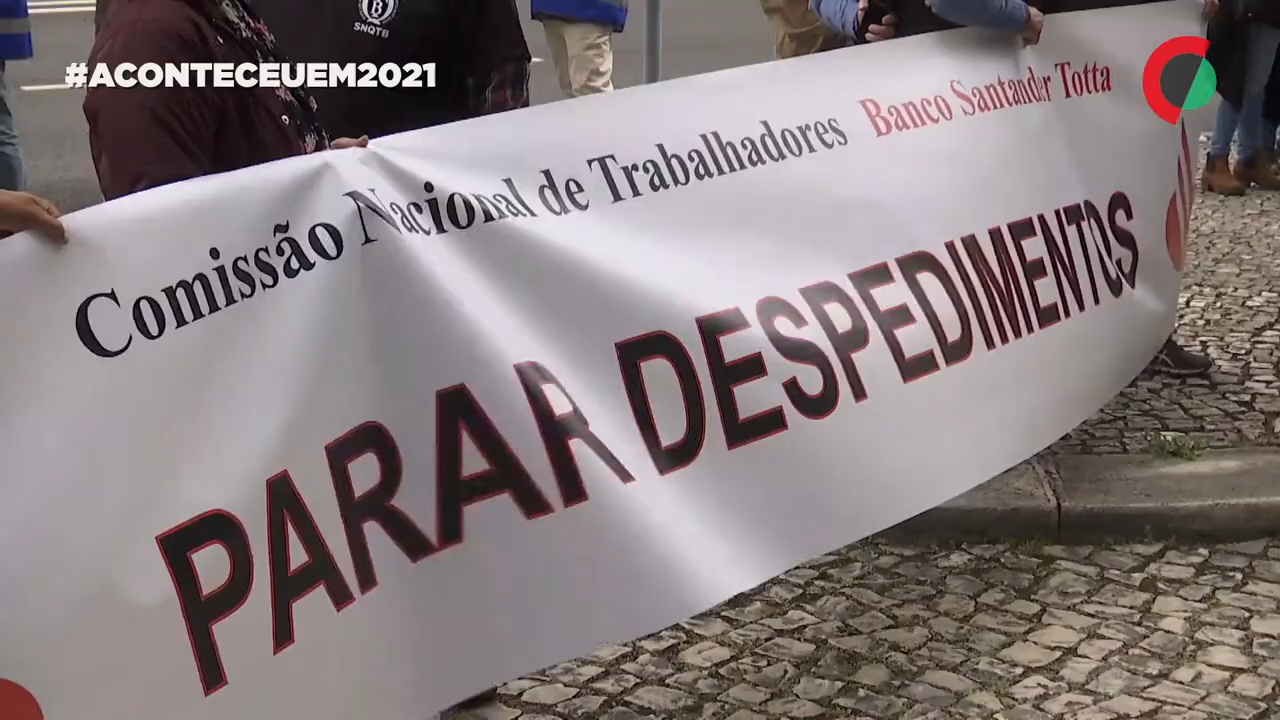 SNQTB
#ACONTECEUEM2021
Comissão Nacional de Trabalhadores Banco Santander Totta
PARAR DESPEDIMENTOS